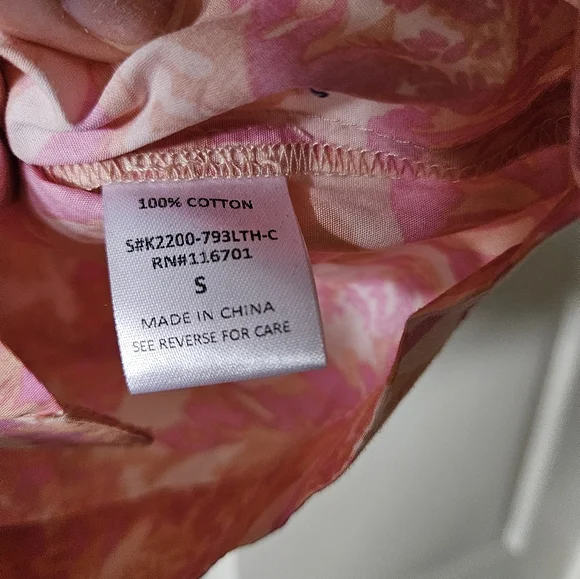 100% COTTON
S#K2200-793LTH-C
RN#116701
S
MADE IN CHINA
SEE REVERSE FOR CARE